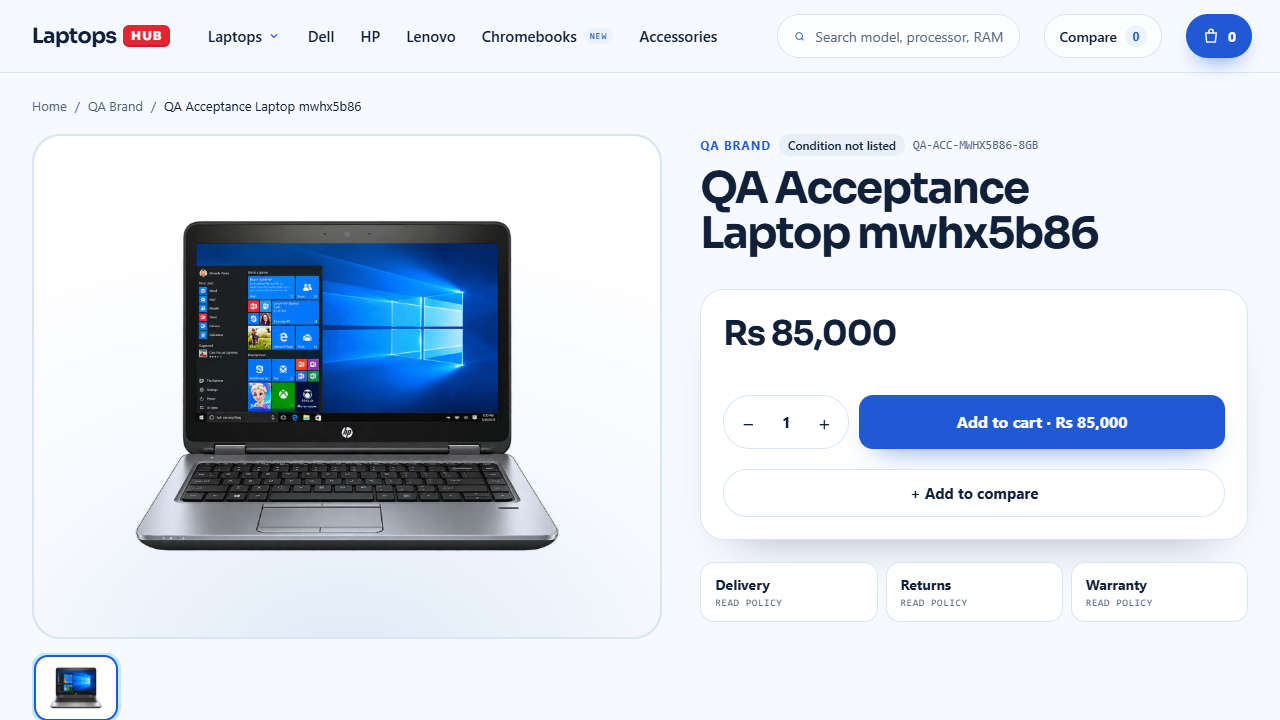 Laptops HUB
Laptops Dell HP Lenovo Chromebooks NEW Accessories
Search model, processor, RAM
Compare 0
0
Home / QA Brand / QA Acceptance Laptop mwhx5b86
QA BRAND Condition not listed QA-ACC-MWHX5B86-8GB
QA Acceptance
Laptop mwhx5b86
Rs 85,000
− 1 +
Add to cart · Rs 85,000
+ Add to compare
Delivery
READ POLICY
Returns
READ POLICY
Warranty
READ POLICY
hp